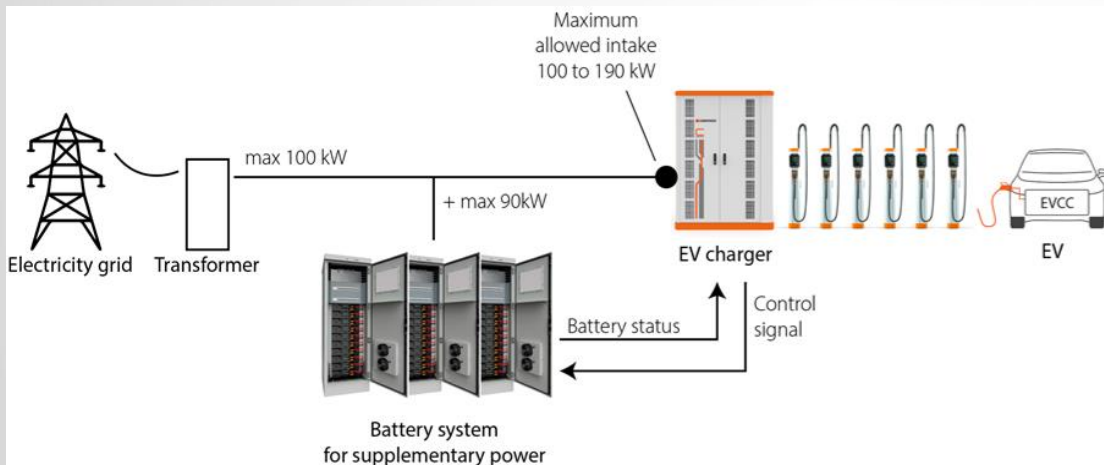 Maximum
allowed intake
100 to 190 kW
max 100 kW
+ max 90kW
EVCC
Electricity grid
Transformer
EV charger
EV
Battery status
Control
signal
Battery system
for supplementary power